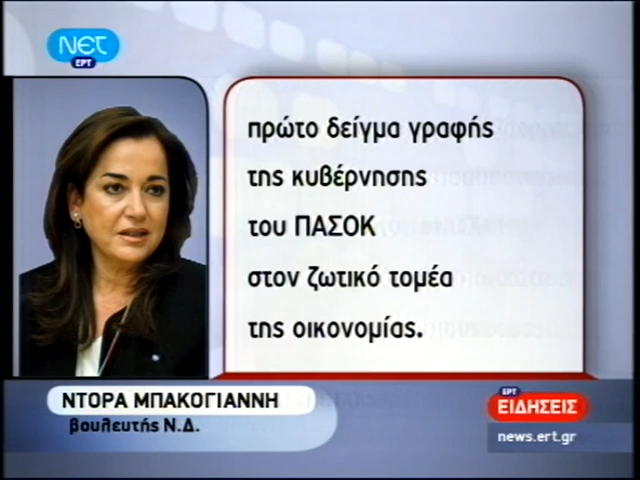 NET
ΕΡΤ
πρώτο δείγμα γραφής
της κυβέρνησης
του ΠΑΣΟΚ
στον ζωτικό τομέα
της οικονομίας.
ΝΤΟΡΑ ΜΠΑΚΟΓΙΑΝΝΗ
βουλευτής Ν.Δ.
ΕΡΤ
ΕΙΔΗΣΕΙΣ
news.ert.gr